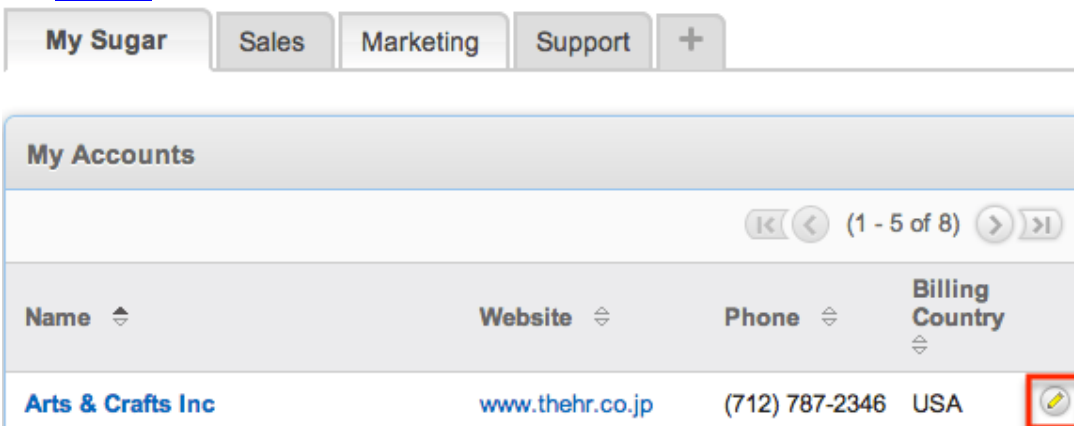 My Sugar Sales Marketing Support +
My Accounts
(1 - 5 of 8)
Name Website Phone Billing Country
Arts & Crafts Inc www.thehr.co.jp (712) 787-2346 USA